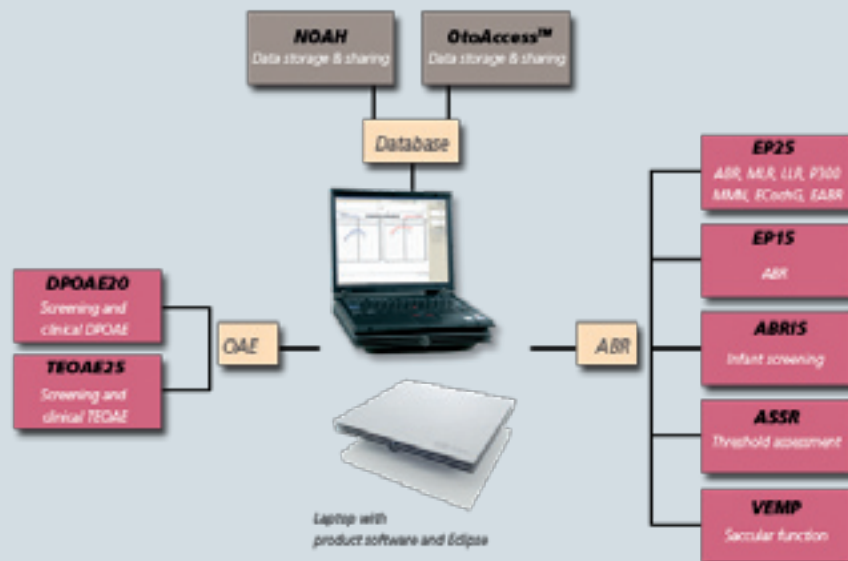 NOAH
Data storage & sharing
OtoAccess™
Data storage & sharing
Database
EP25
ABR, MLR, LLR, P300
MMN, ECochG, EABR
EP15
ABR
DPOAE20
Screening and
clinical DPOAE
OAE
ABR
ABRIS
Infant screening
TEOAE25
Screening and
clinical TEOAE
ASSR
Threshold assessment
VEMP
Saccular function
Laptop with
product software and Eclipse